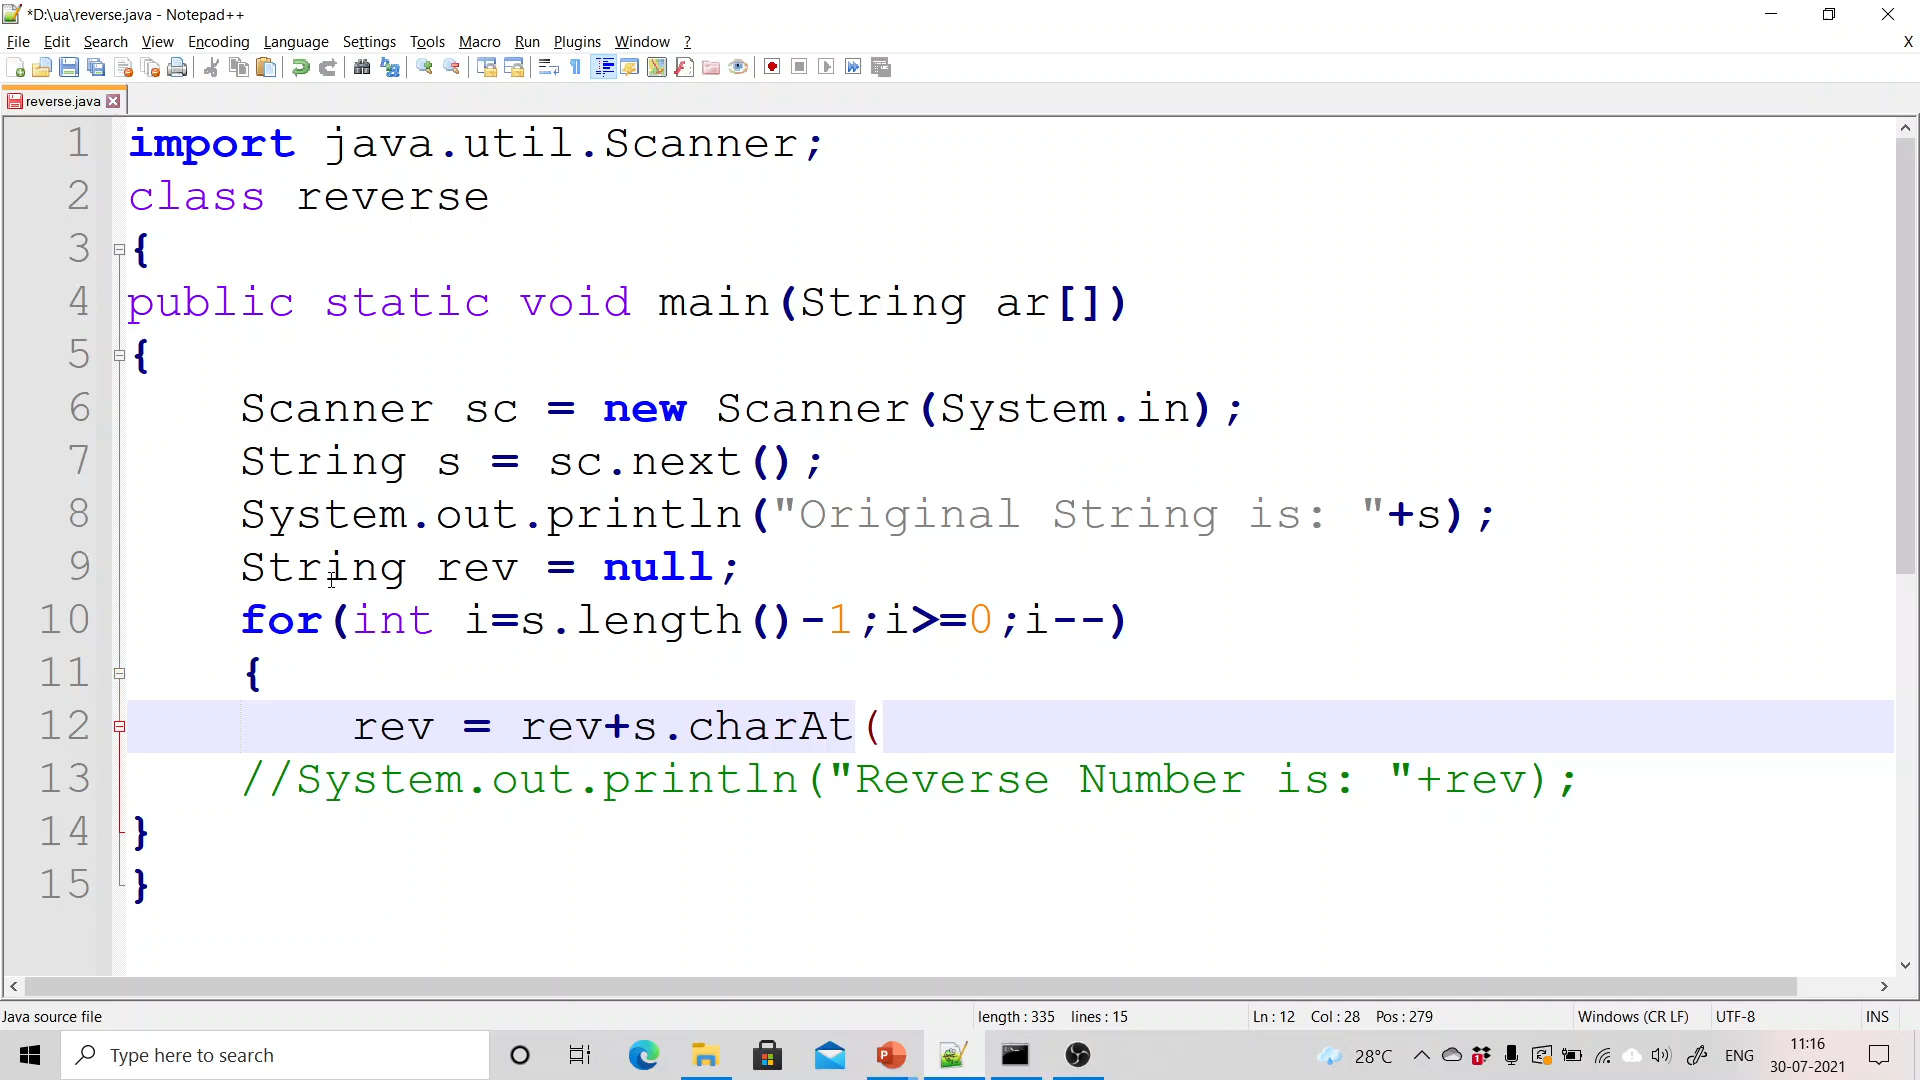 *D:\ua\reverse.java - Notepad++
File Edit Search View Encoding Language Settings Tools Macro Run Plugins Window ? X
reverse.java
1 import java.util.Scanner;
2 class reverse
3 {
4 public static void main(String ar[])
5 {
6 Scanner sc = new Scanner(System.in);
7 String s = sc.next();
8 System.out.println("Original String is: "+s);
9 String rev = null;
10 for(int i=s.length()-1;i>=0;i--)
11 {
12 rev = rev+s.charAt(
13 //System.out.println("Reverse Number is: "+rev);
14 }
15 }
Java source file length : 335 lines : 15 Ln : 12 Col : 28 Pos : 279 Windows (CR LF) UTF-8 INS
Type here to search 28°C ENG 11:16
30-07-2021